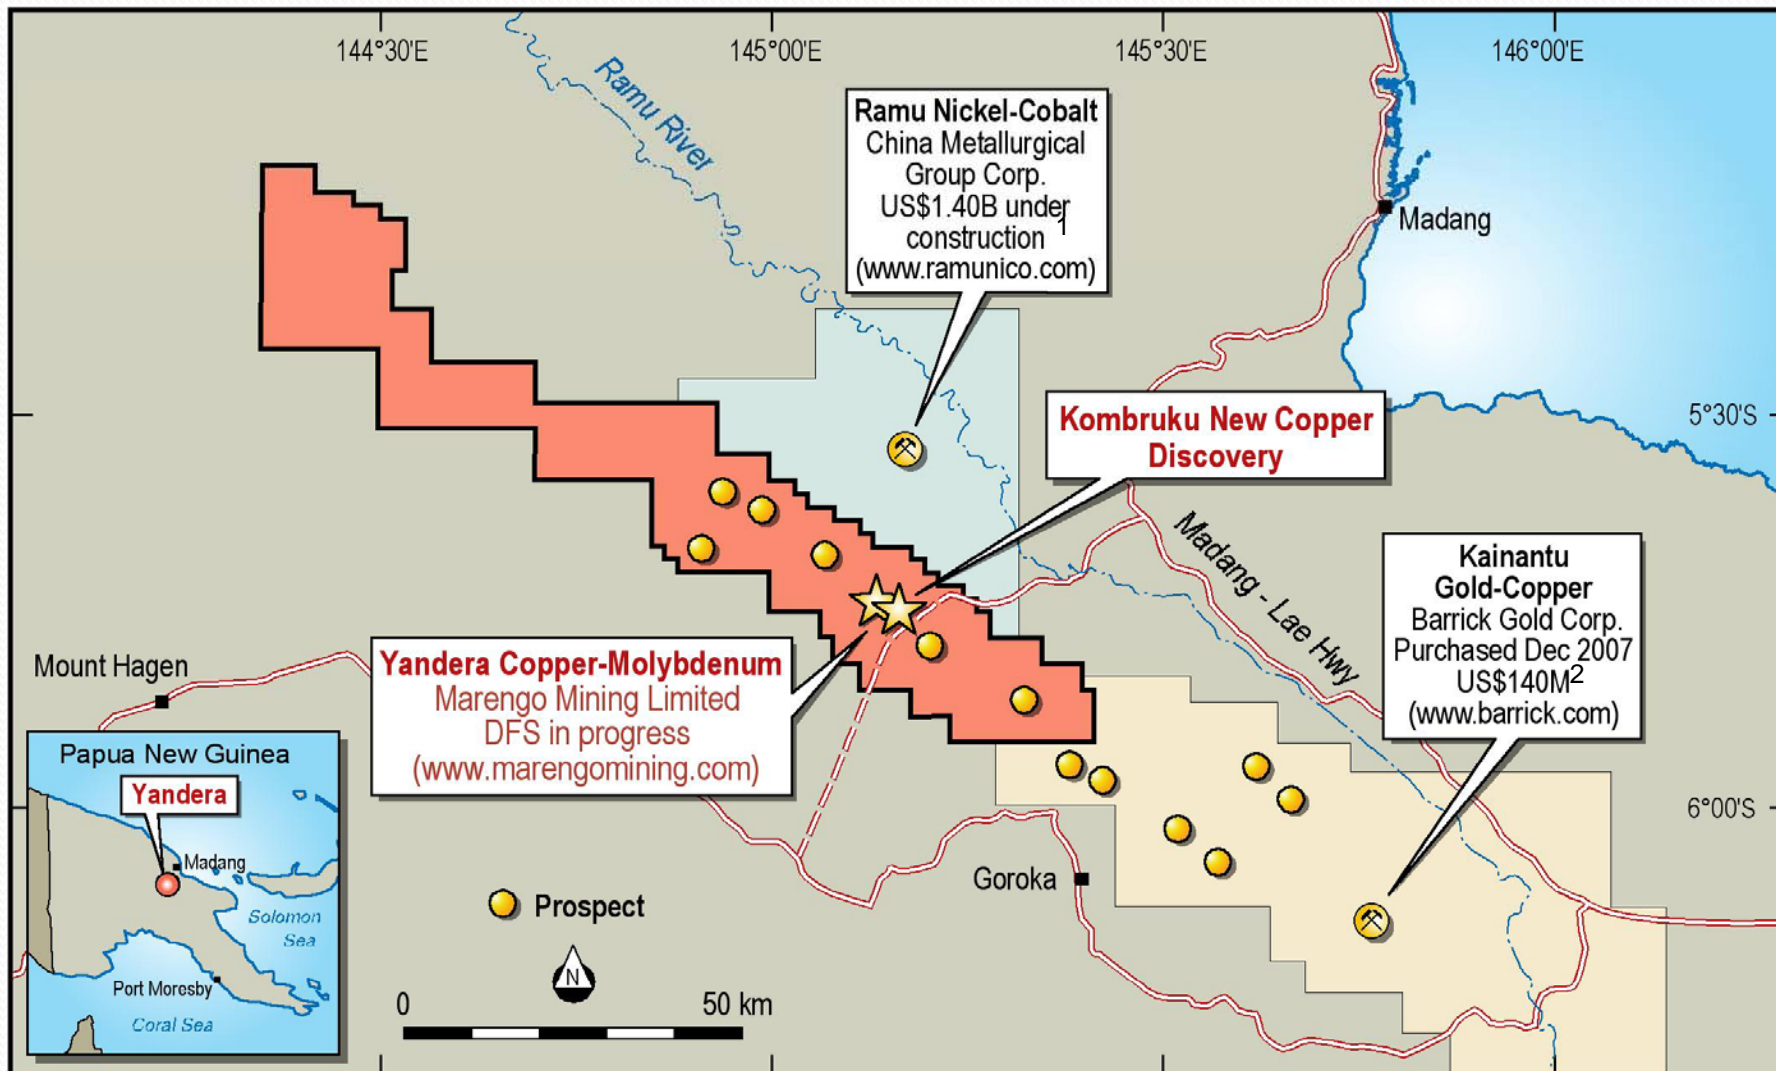 144°30'E
145°00'E
145°30'E
146°00'E
Ramu River
Ramu Nickel-Cobalt
China Metallurgical
Group Corp.
US$1.40B under
construction 1
(www.ramunico.com)
Madang
Kombruku New Copper
Discovery
5°30'S
Madang - Lae Hwy
Kainantu
Gold-Copper
Barrick Gold Corp.
Purchased Dec 2007
US$140M2
(www.barrick.com)
Mount Hagen
Yandera Copper-Molybdenum
Marengo Mining Limited
DFS in progress
(www.marengomining.com)
6°00'S
Papua New Guinea
Yandera
Madang
Solomon
Sea
Port Moresby
Coral Sea
Goroka
Prospect
N
0
50 km